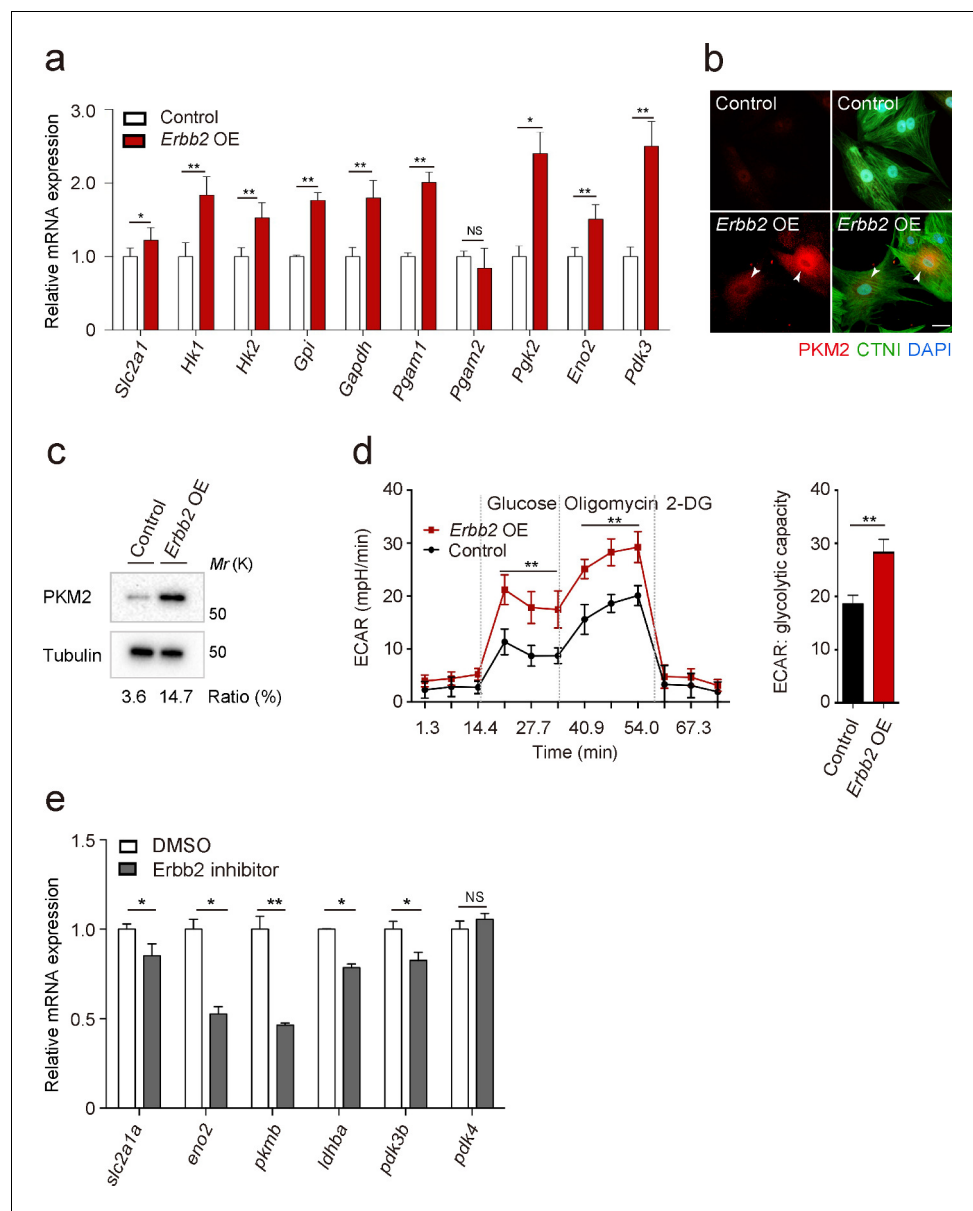 a
Control
Erbb2 OE
Relative mRNA expression
3.0
2.0
1.0
0
*
**
**
**
**
**
NS
*
**
**
Slc2a1
Hk1
Hk2
Gpi
Gapdh
Pgam1
Pgam2
Pgk2
Eno2
Pdk3
b
Control
Control
Erbb2 OE
Erbb2 OE
PKM2 CTNI DAPI
c
Control
Erbb2 OE
Mr (K)
PKM2
50
Tubulin
50
3.6 14.7 Ratio (%)
d
Glucose Oligomycin 2-DG
Erbb2 OE
Control
**
**
ECAR (mpH/min)
40
30
20
10
0
1.3 14.4 27.7 40.9 54.0 67.3
Time (min)
ECAR: glycolytic capacity
40
30
20
10
0
**
Control
Erbb2 OE
e
DMSO
Erbb2 inhibitor
Relative mRNA expression
1.5
1.0
0.5
0
*
*
**
*
*
NS
slc2a1a
eno2
pkmb
ldhba
pdk3b
pdk4